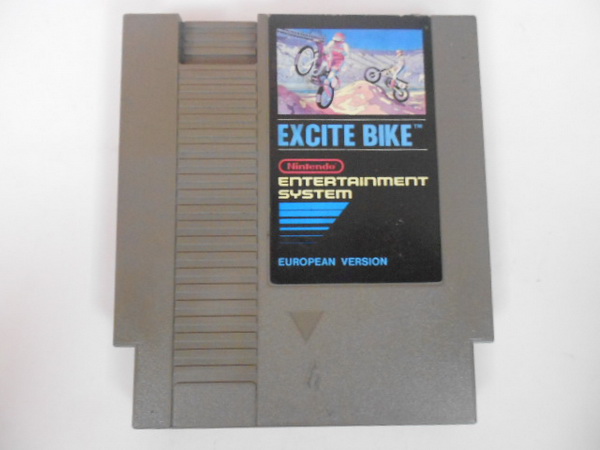 EXCITE BIKE™
Nintendo
ENTERTAINMENT
SYSTEM
EUROPEAN VERSION